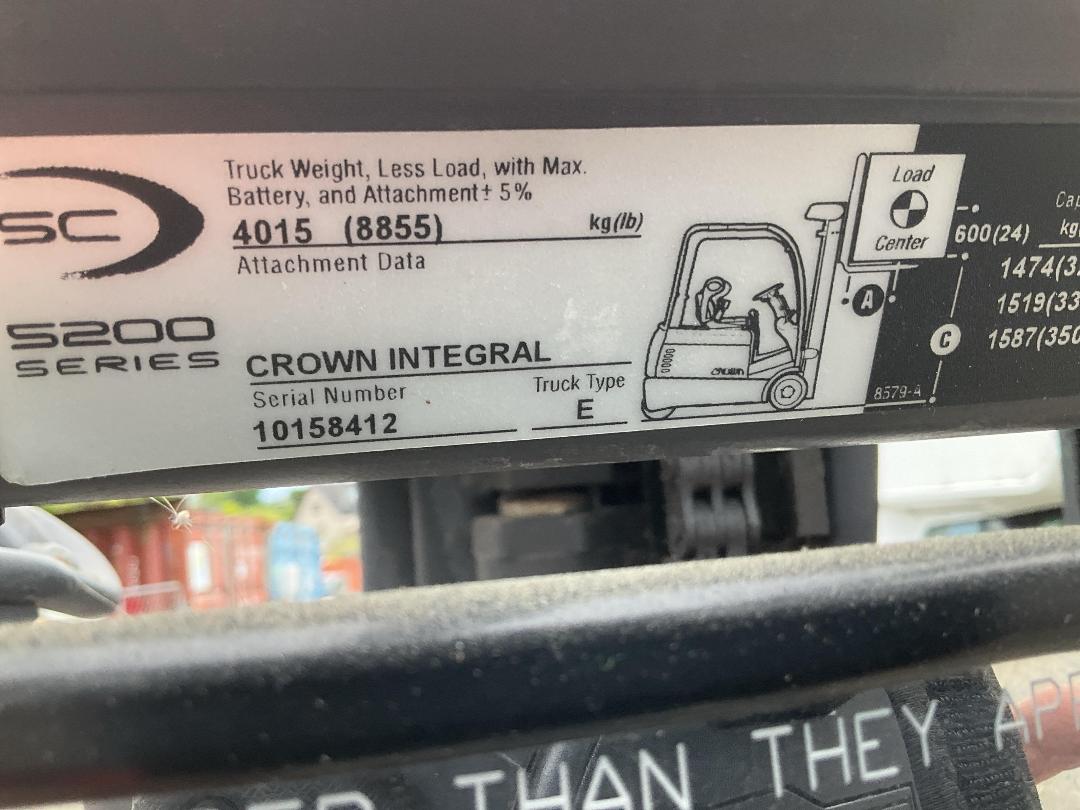 SC
5200
SERIES
Truck Weight, Less Load, with Max.
Battery, and Attachment ± 5%
4015 (8855) kg(lb)
Attachment Data
CROWN INTEGRAL
Serial Number
10158412
Truck Type
E
CROWN
Load
Center
600(24)
A
C
8579-A
kg
1474(
1519(33
1587(350
THAN THEY